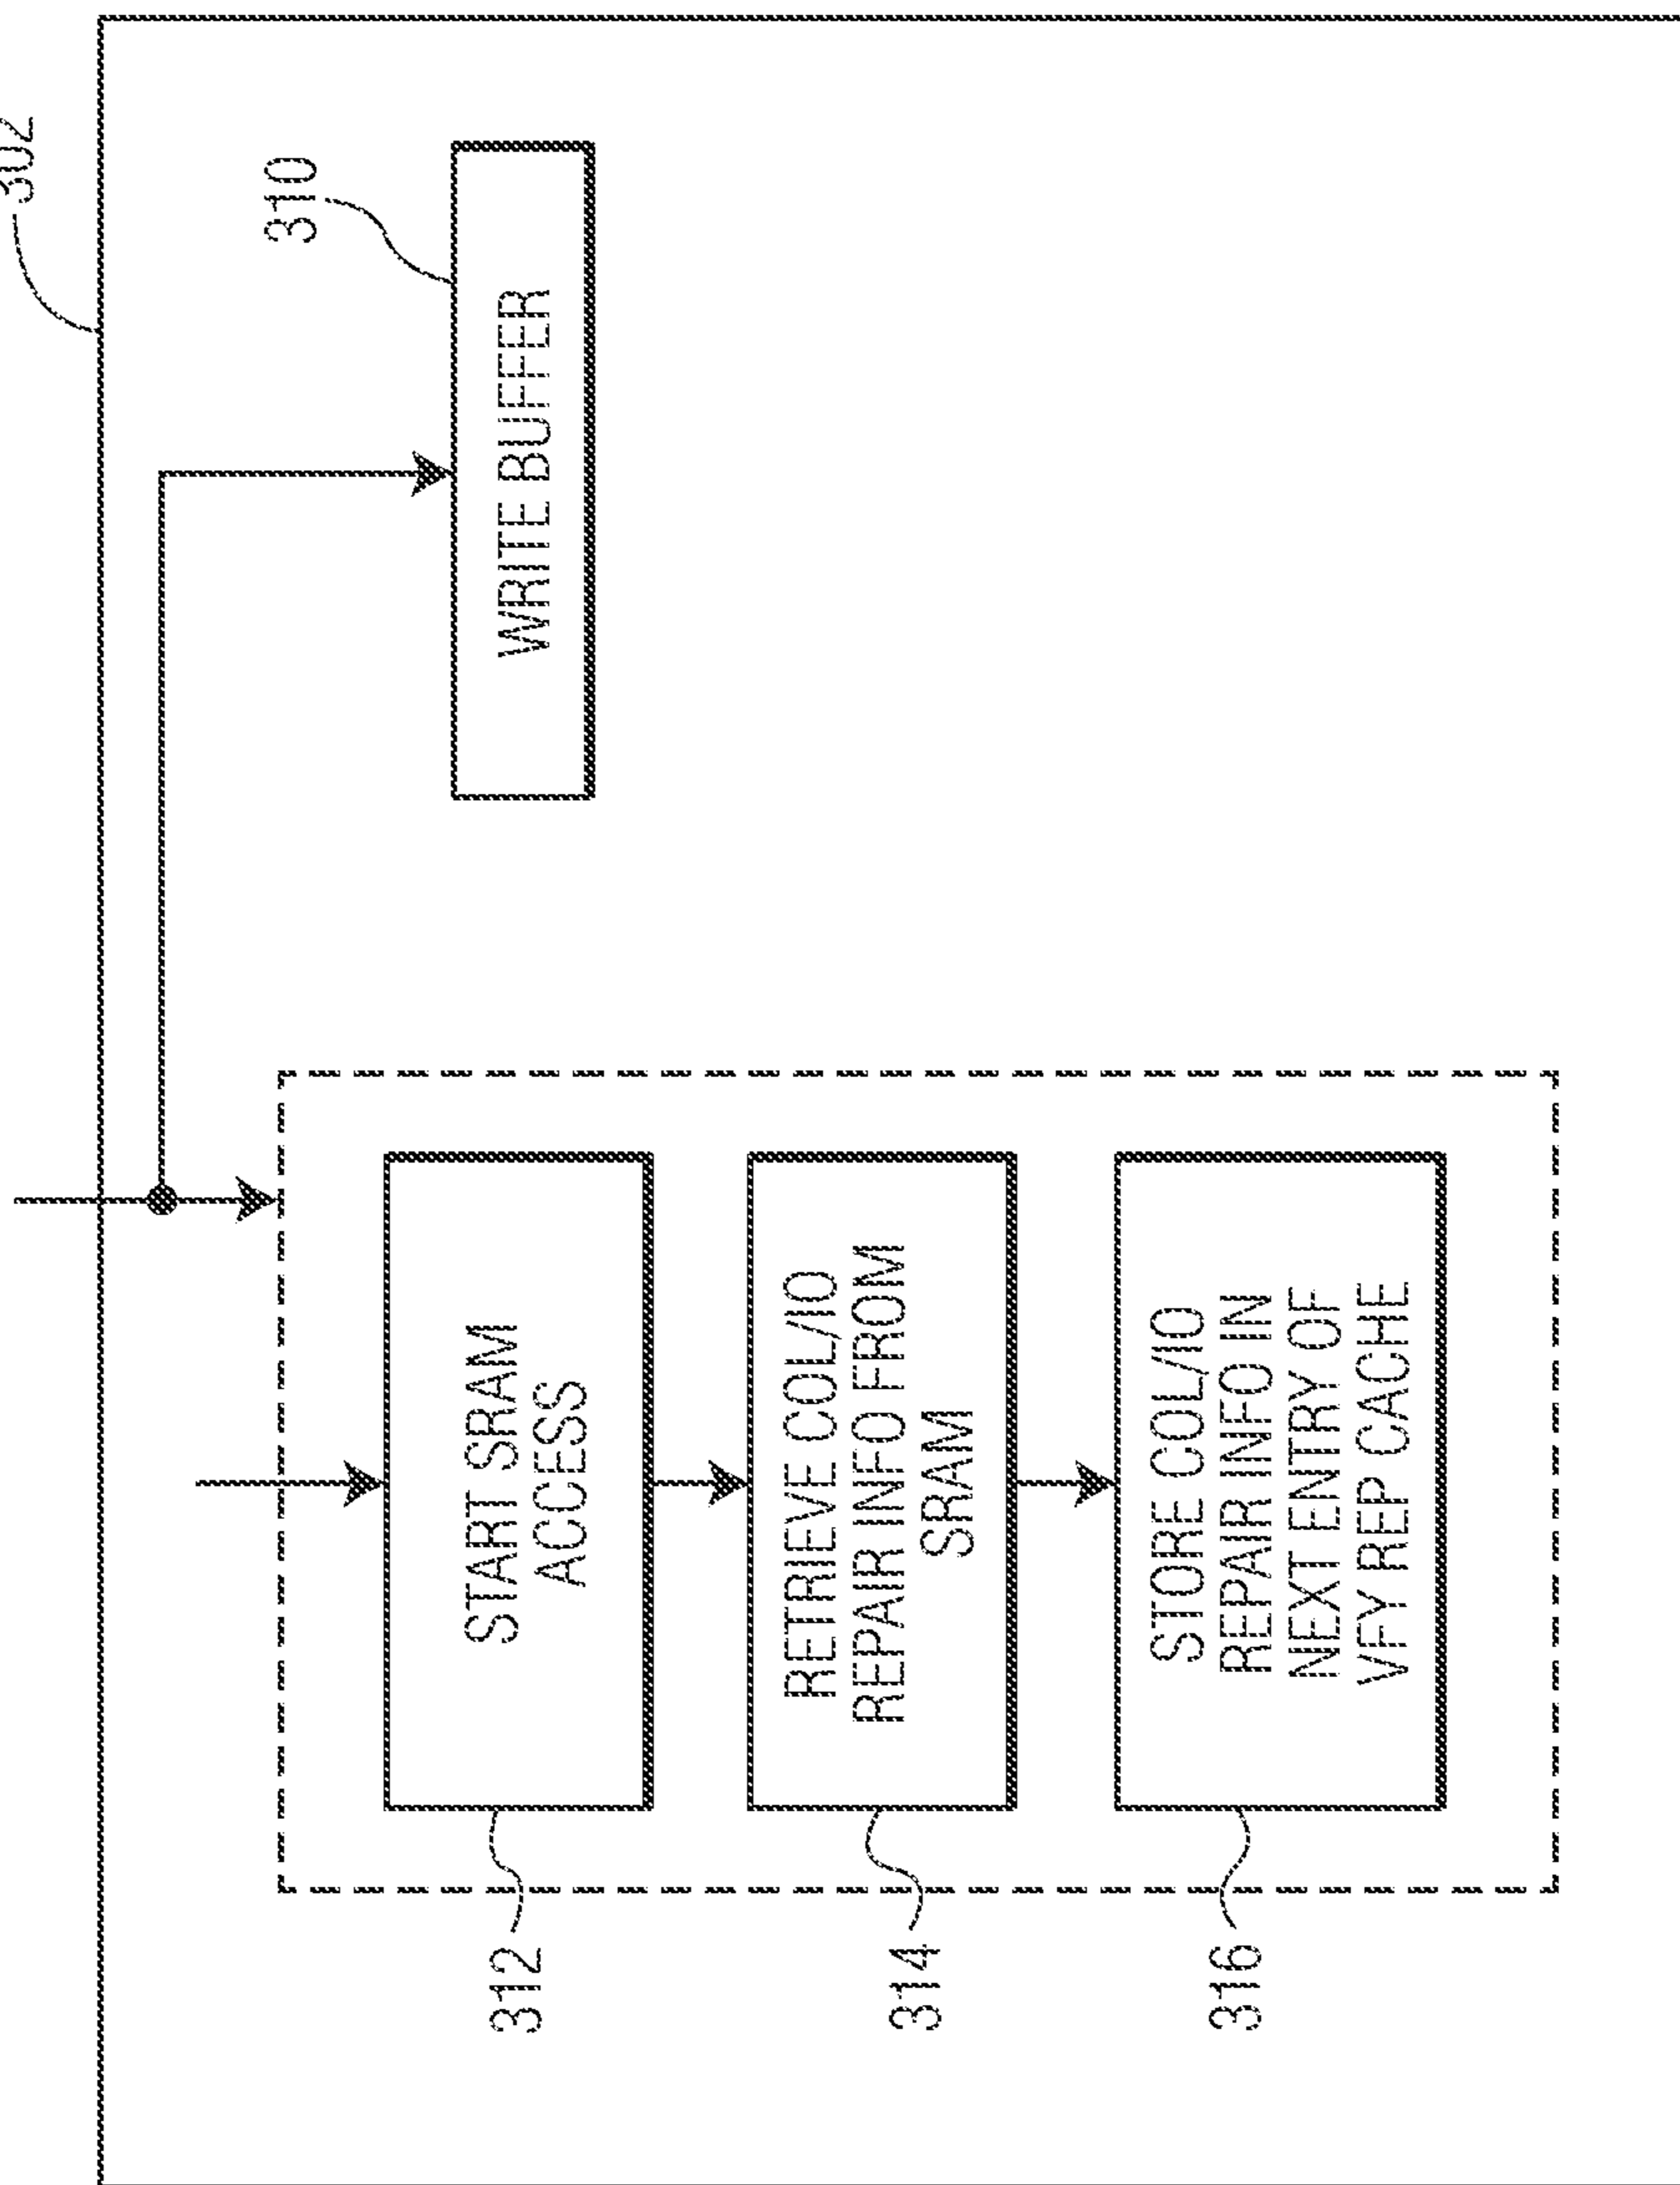 302
310
WRITE BUFFER
312
START SRAM
ACCESS
314
RETRIEVE COL/IO
REPAIR INFO FROM
SRAM
316
STORE COL/IO
REPAIR INFO IN
NEXT ENTRY OF
VFY REP CACHE